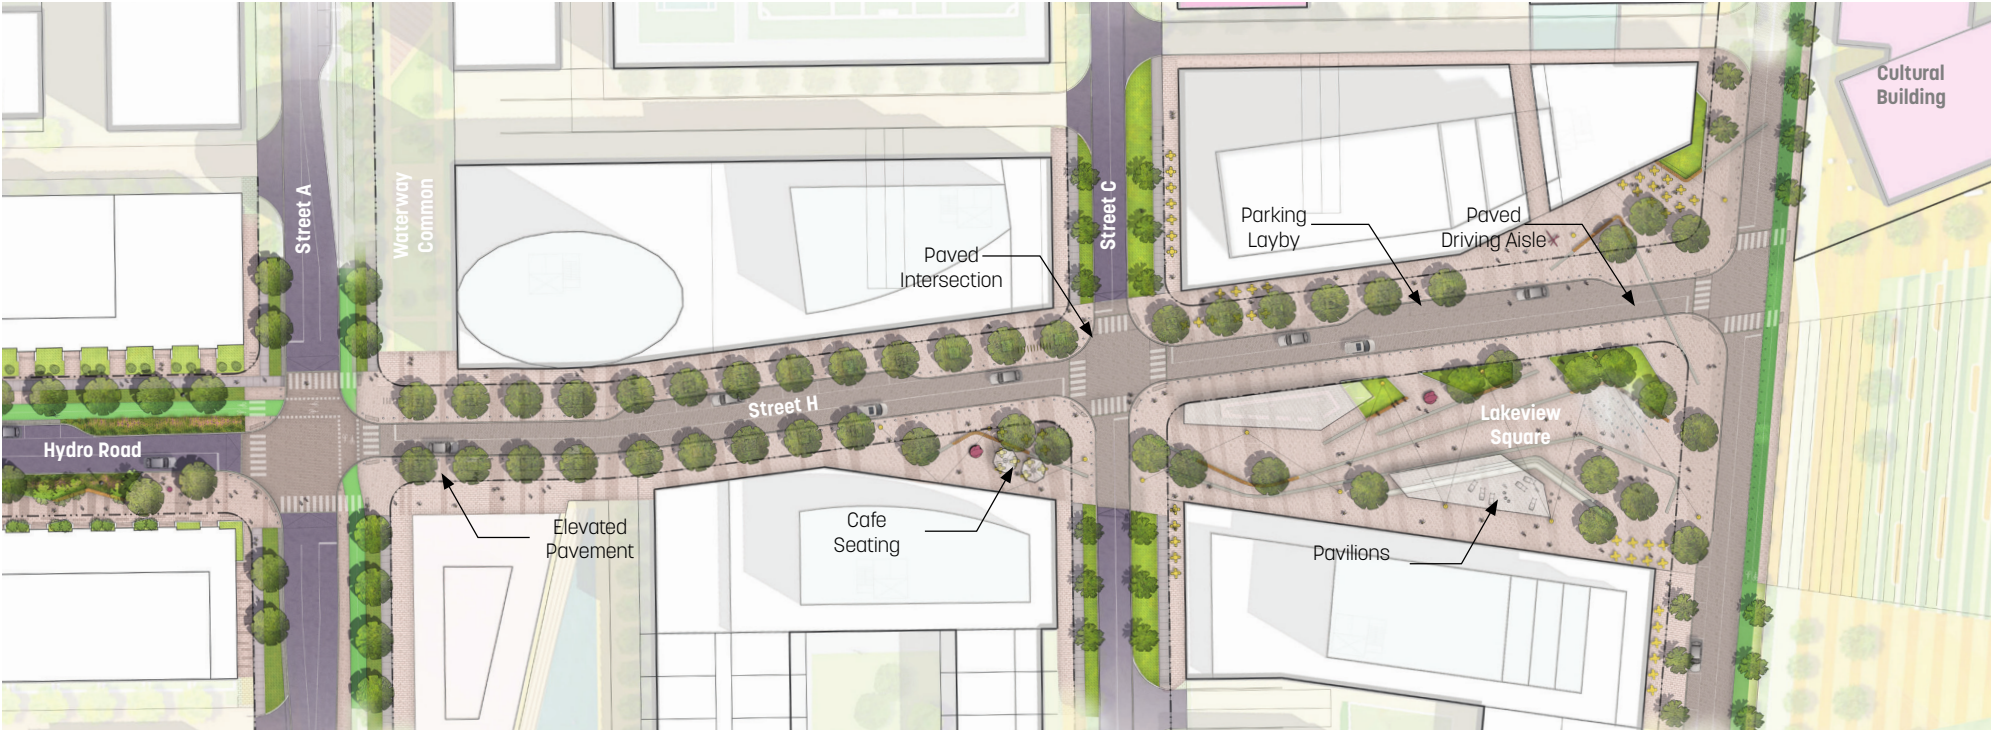 Cultural
Building
Street A
Waterway
Common
Street C
Parking
Layby
Paved
Driving Aisle
Paved
Intersection
Street H
Lakeview
Square
Hydro Road
Elevated
Pavement
Cafe
Seating
Pavilions